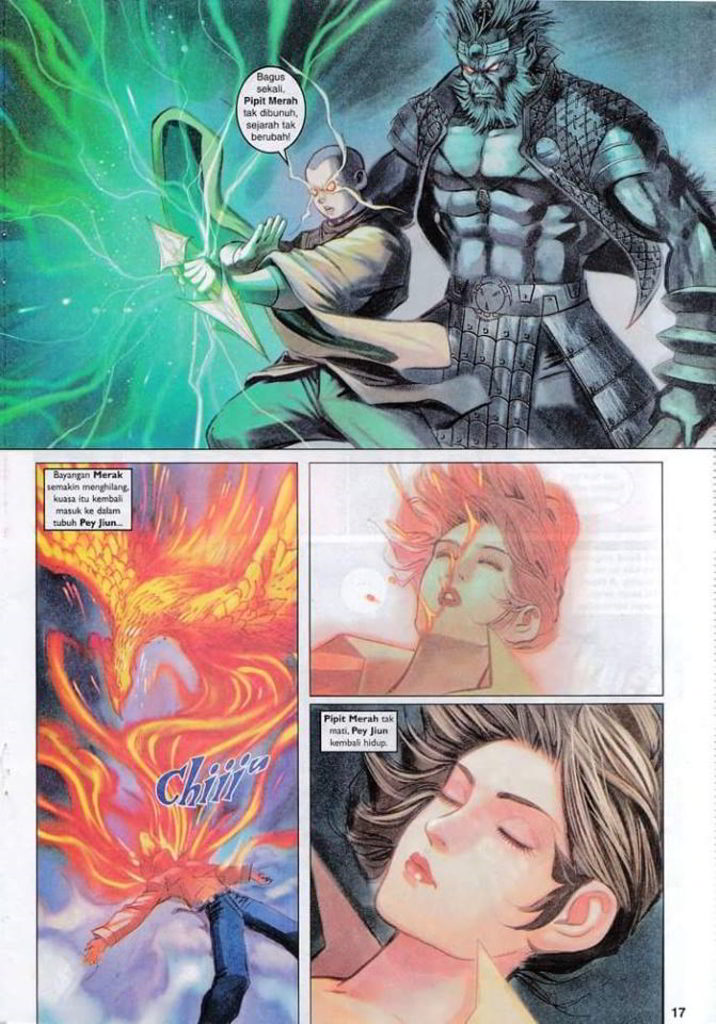 Bagus
sekali,
Pipit Merah
tak dibunuh,
sejarah tak
berubah!
Bayangan Merak
semakin menghilang,
kuasa itu kembali
masuk ke dalam
tubuh Pey Jiun...
Chiiiu
Pipit Merah tak
mati, Pey Jiun
kembali hidup.
17